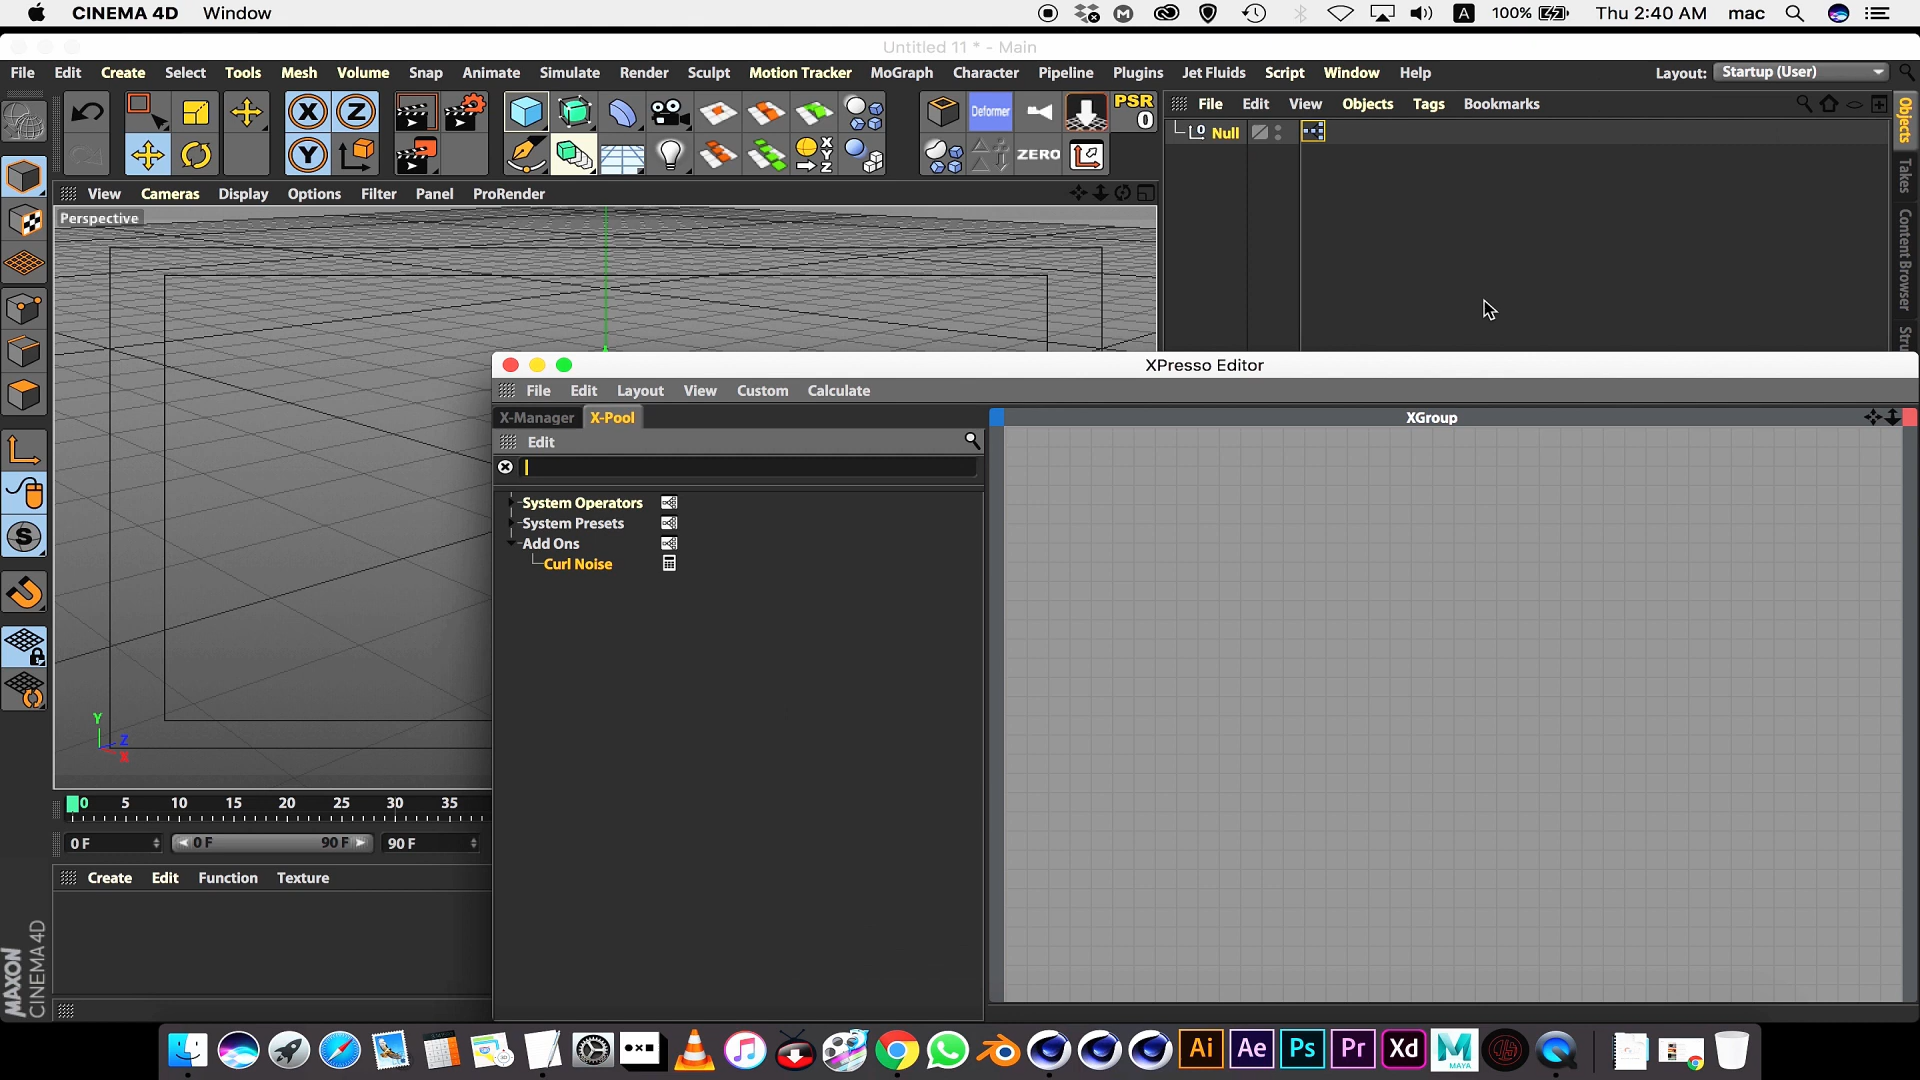 CINEMA 4D Window
A 100% Thu 2:40 AM mac
Untitled 11 * - Main
File Edit Create Select Tools Mesh Volume Snap Animate Simulate Render Sculpt Motion Tracker MoGraph Character Pipeline Plugins Jet Fluids Script Window Help
Layout: Startup (User)
X Z Y
Deformer PSR 0
X Y Z ZERO
File Edit View Objects Tags Bookmarks
Null
Objects
Takes
Content Browser
View Cameras Display Options Filter Panel ProRender
Perspective
XPresso Editor
File Edit Layout View Custom Calculate
X-Manager X-Pool
XGroup
Edit
System Operators
System Presets
Add Ons
Curl Noise
S
Y
Z
X
0 5 10 15 20 25 30 35
0 F 0 F 90 F 90 F
Create Edit Function Texture
MAXON
CINEMA 4D
Ai Ae Ps Pr Xd M
MAYA